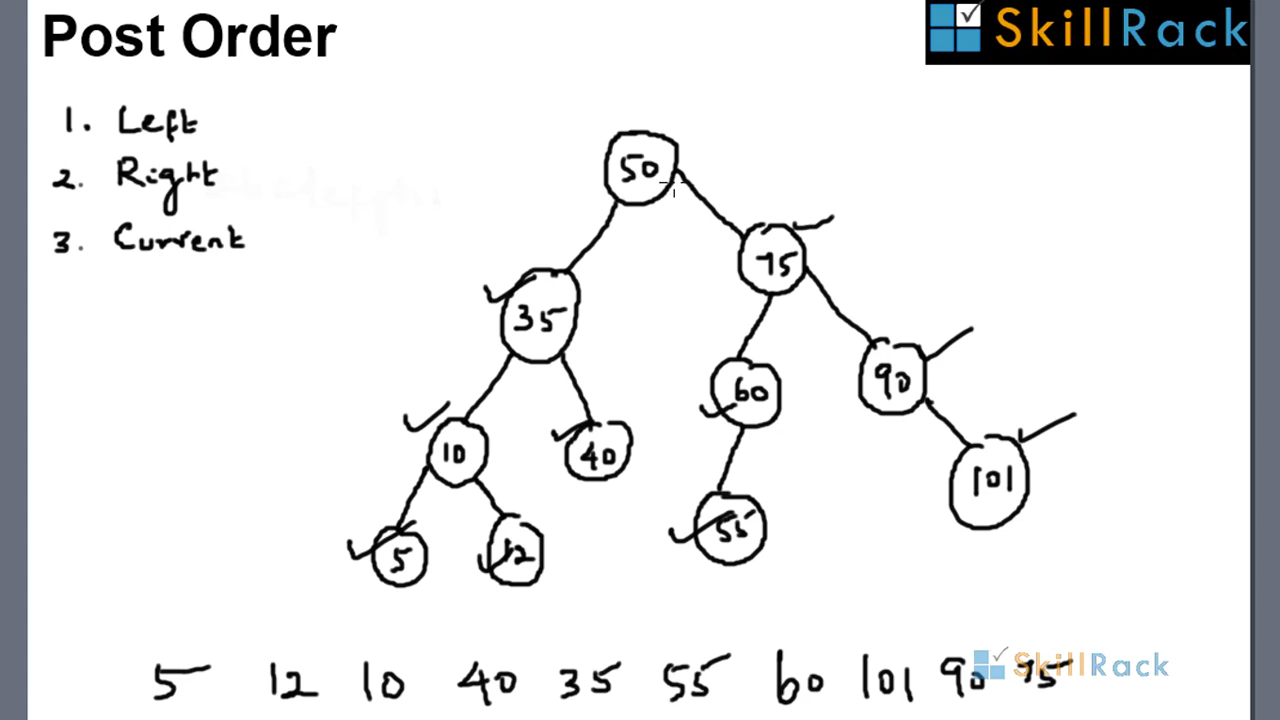 Post Order
SkillRack
1. Left
2. Right
3. Current
50
75
35
60
90
10
40
101
5
12
55
5 12 10 40 35 55 60 101 90 75
SkillRack